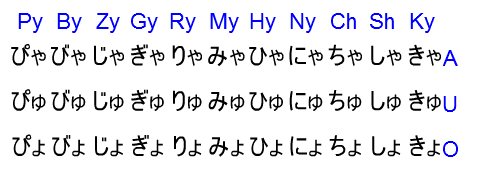 Py By Zy Gy Ry My Hy Ny Ch Sh Ky
ぴゃ びゃ じゃ ぎゃ りゃ みゃ ひゃ にゃ ちゃ しゃ きゃ A
ぴゅ びゅ じゅ ぎゅ りゅ みゅ ひゅ にゅ ちゅ しゅ きゅ U
ぴょ びょ じょ ぎょ りょ みょ ひょ にょ ちょ しょ きょ O